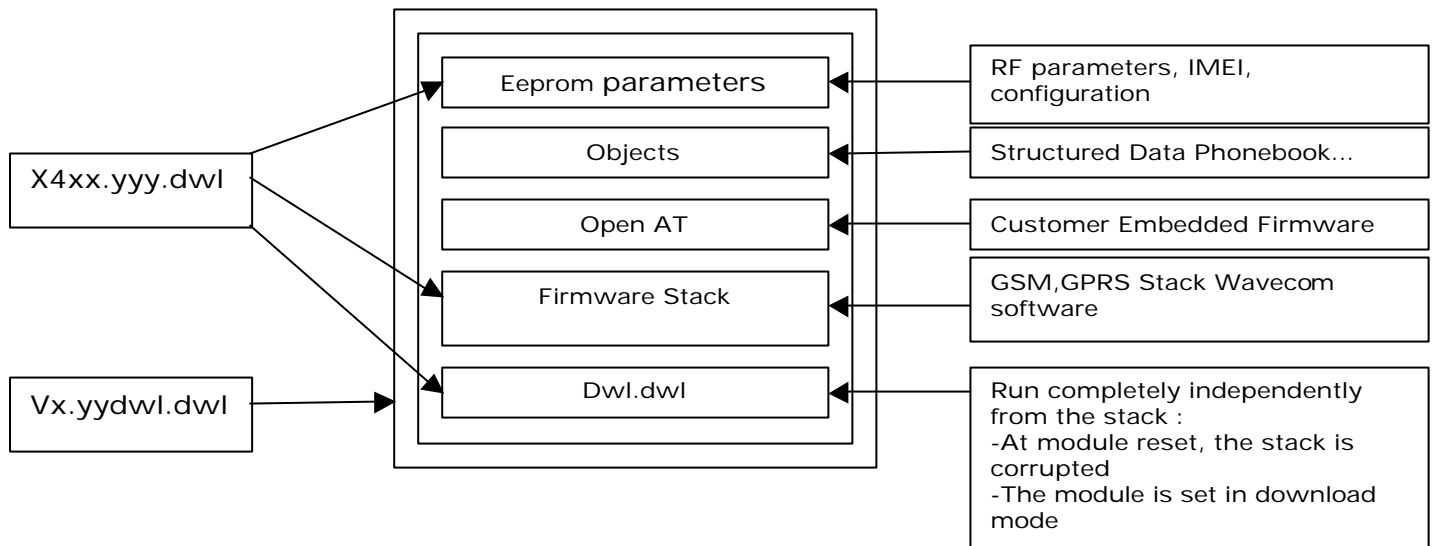 X4xx.yyy.dwl
Vx.yydwl.dwl
Eeprom parameters
Objects
Open AT
Firmware Stack
Dwl.dwl
RF parameters, IMEI,
configuration
Structured Data Phonebook...
Customer Embedded Firmware
GSM,GPRS Stack Wavecom
software
Run completely independently
from the stack :
-At module reset, the stack is
corrupted
-The module is set in download
mode